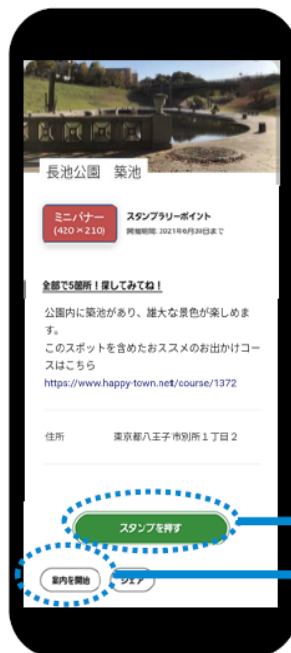 長池公園　築池
ミニバナー
(420×210)
スタンプラリーポイント
開催期間: 2021年6月30日まで
全部で5箇所！探してみてね！
公園内に築池があり、雄大な景色が楽しめま
す。
このスポットを含めたおススメのお出かけコー
スはこちら
https://www.happy-town.net/course/1372
住所　東京都八王子市別所１丁目２
スタンプを押す
案内を開始
シェア